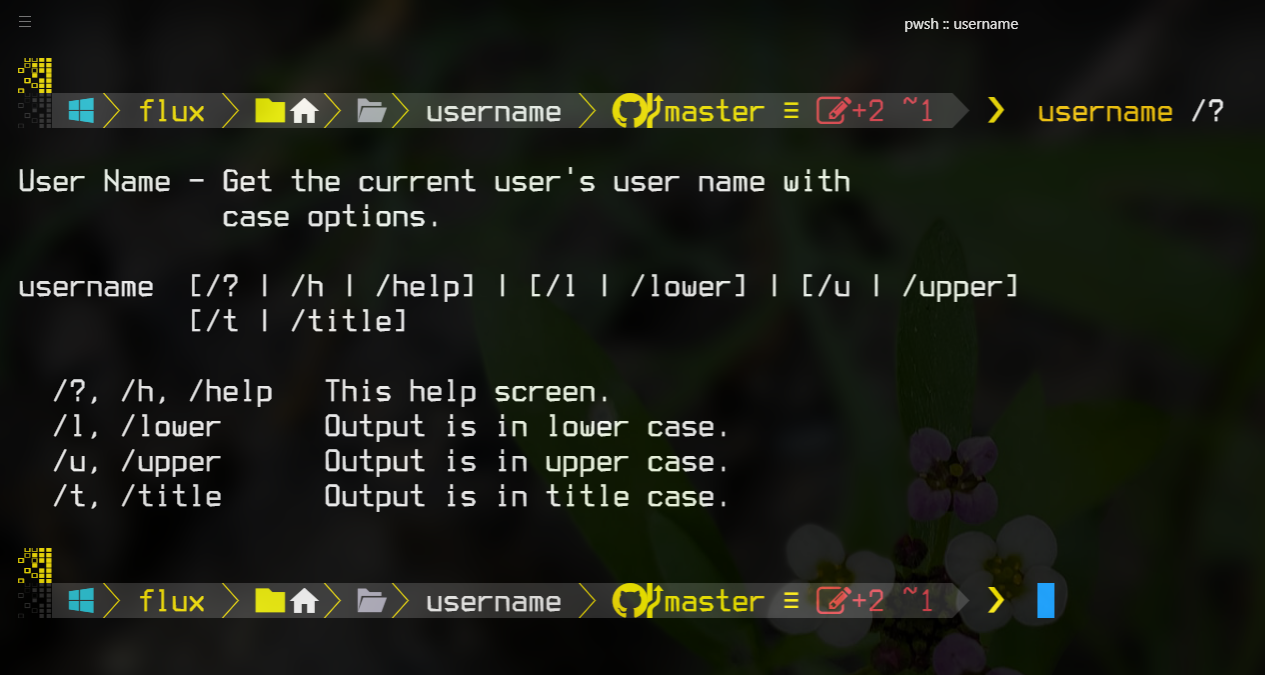 pwsh :: username
flux username master ≡ +2 ~1 ❯ username /?
User Name - Get the current user's user name with
case options.
username [/? | /h | /help] | [/l | /lower] | [/u | /upper]
[/t | /title]
/?, /h, /help This help screen.
/l, /lower Output is in lower case.
/u, /upper Output is in upper case.
/t, /title Output is in title case.
flux username master ≡ +2 ~1 ❯